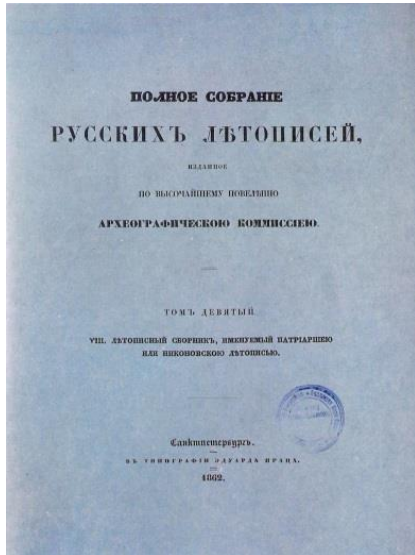 ПОЛНОЕ СОБРАНІЕ
РУССКИХЪ ЛѢТОПИСЕЙ,
ИЗДАННОЕ
ПО ВЫСОЧАЙШЕМУ ПОВЕЛѢНІЮ
АРХЕОГРАФИЧЕСКОЮ КОММИССІЕЮ.
ТОМЪ ДЕВЯТЫЙ.
VIII. ЛѢТОПИСНЫЙ СБОРНИКЪ, ИМЕНУЕМЫЙ ПАТРІАРШЕЮ
ИЛИ НИКОНОВСКОЮ ЛѢТОПИСЬЮ.
Санктпетербургъ.
ВЪ ТИПОГРАФІИ ЭДУАРДА ПРАЦА.
1862.